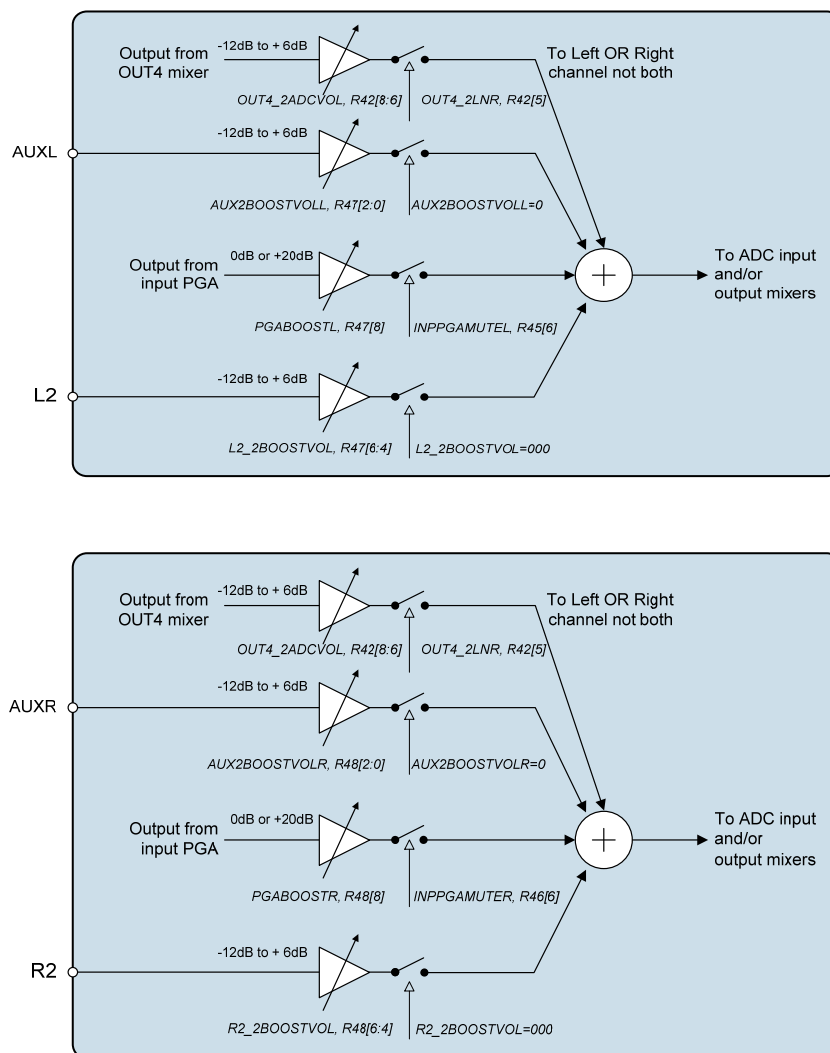 Output from
OUT4 mixer
-12dB to + 6dB
To Left OR Right
channel not both
OUT4_2ADCVOL, R42[8:6]
OUT4_2LNR, R42[5]
AUXL
-12dB to + 6dB
AUX2BOOSTVOLL, R47[2:0]
AUX2BOOSTVOLL=0
Output from
input PGA
0dB or +20dB
To ADC input
and/or
output mixers
PGABOOSTL, R47[8]
INPPGAMUTEL, R45[6]
L2
-12dB to + 6dB
L2_2BOOSTVOL, R47[6:4]
L2_2BOOSTVOL=000
Output from
OUT4 mixer
-12dB to + 6dB
To Left OR Right
channel not both
OUT4_2ADCVOL, R42[8:6]
OUT4_2LNR, R42[5]
AUXR
-12dB to + 6dB
AUX2BOOSTVOLR, R48[2:0]
AUX2BOOSTVOLR=0
Output from
input PGA
0dB or +20dB
To ADC input
and/or
output mixers
PGABOOSTR, R48[8]
INPPGAMUTER, R46[6]
R2
-12dB to + 6dB
R2_2BOOSTVOL, R48[6:4]
R2_2BOOSTVOL=000